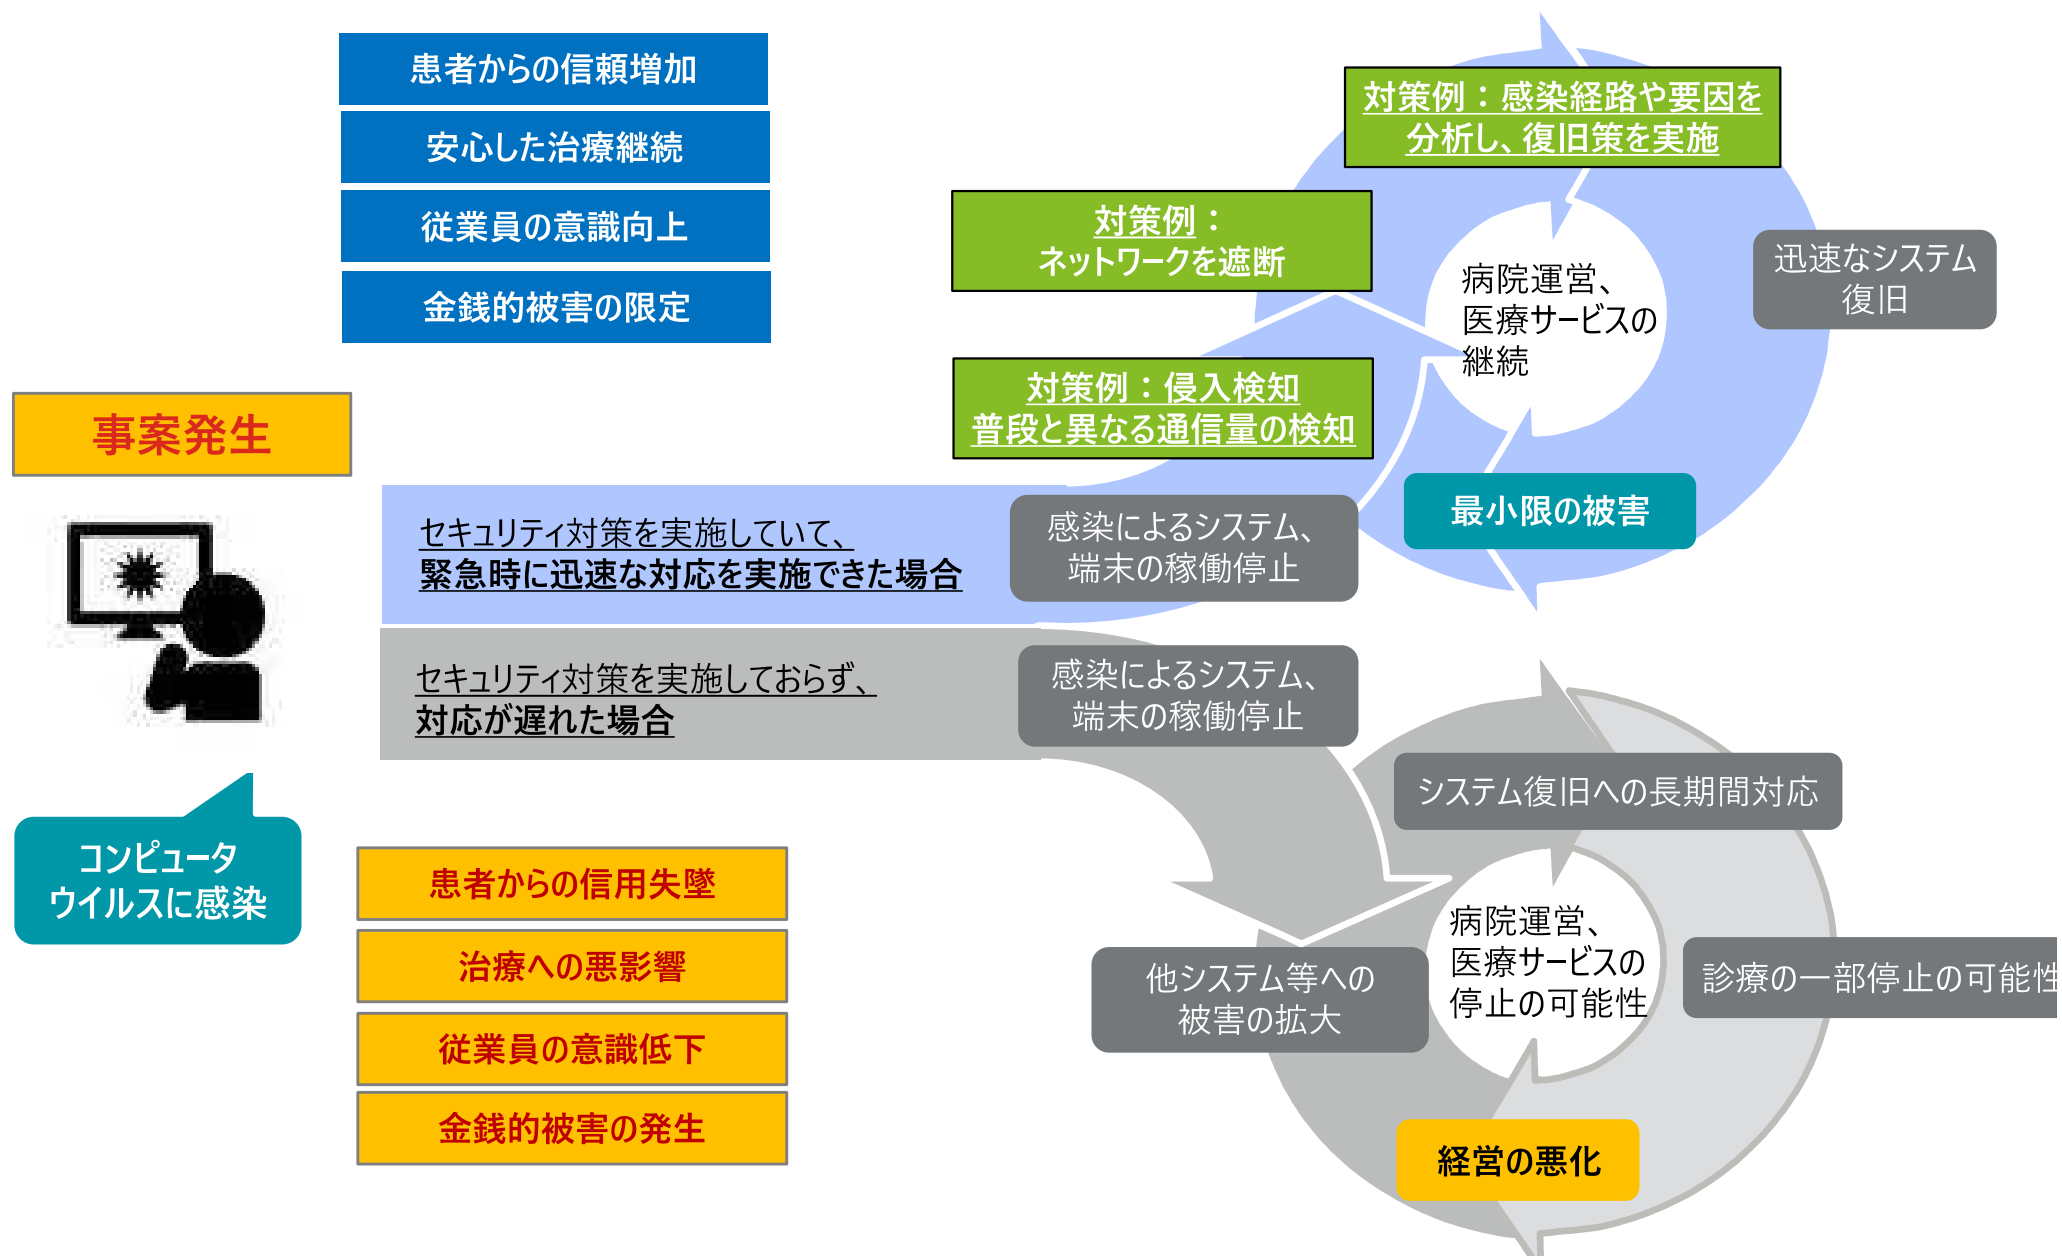 患者からの信頼増加
安心した治療継続
従業員の意識向上
金銭的被害の限定
対策例：感染経路や要因を
分析し、復旧策を実施
対策例：
ネットワークを遮断
迅速なシステム
復旧
病院運営、
医療サービスの
継続
対策例：侵入検知
普段と異なる通信量の検知
事案発生
最小限の被害
セキュリティ対策を実施していて、
緊急時に迅速な対応を実施できた場合
感染によるシステム、
端末の稼働停止
セキュリティ対策を実施しておらず、
対応が遅れた場合
感染によるシステム、
端末の稼働停止
システム復旧への長期間対応
コンピュータ
ウイルスに感染
患者からの信用失墜
治療への悪影響
従業員の意識低下
金銭的被害の発生
他システム等への
被害の拡大
病院運営、
医療サービスの
停止の可能性
診療の一部停止の可能性
経営の悪化